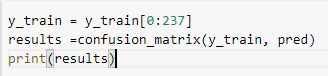 y_train = y_train[0:237]
results =confusion_matrix(y_train, pred)
print(results)